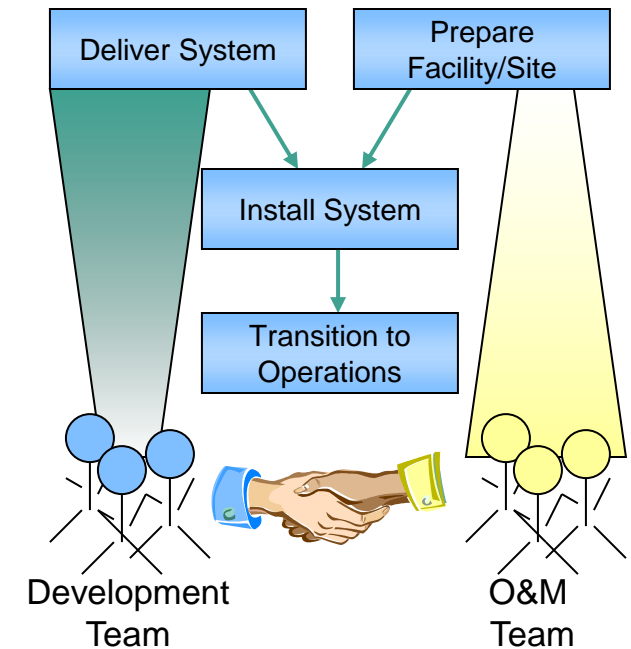 Deliver System
Prepare
Facility/Site
Install System
Transition to
Operations
Development
Team
O&M
Team